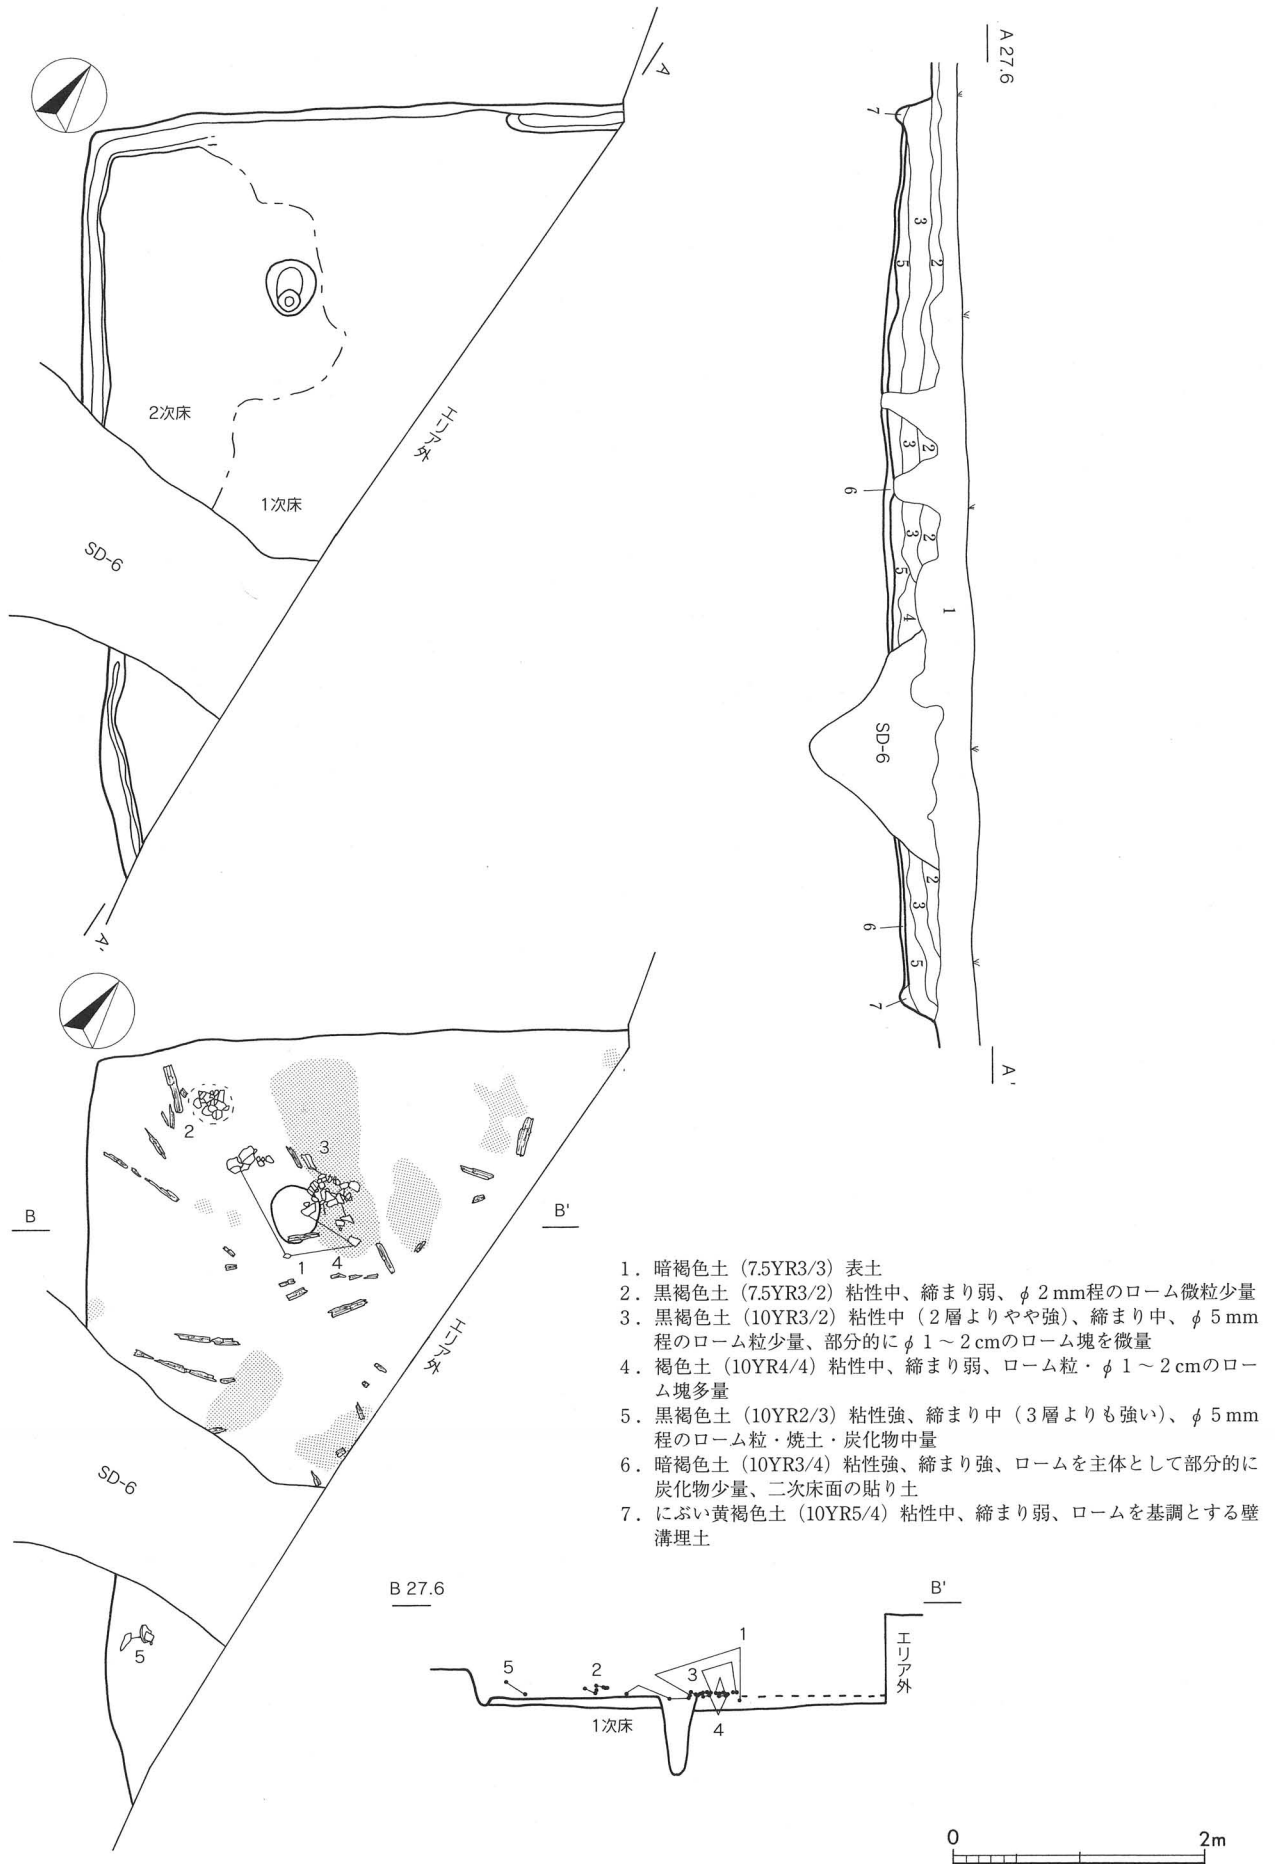 A
2次床
1次床
エリア外
SD-6
A'
A 27.6
7
3
5
2
3
2
6
3
2
5
4
1
SD-6
2
3
6
5
7
A'
2
3
B
B'
1
4
エリア外
SD-6
5
1. 暗褐色土（7.5YR3/3）表土
2. 黒褐色土（7.5YR3/2）粘性中、締まり弱、φ2mm程のローム微粒少量
3. 黒褐色土（10YR3/2）粘性中（2層よりやや強）、締まり中、φ5mm
程のローム粒少量、部分的にφ1～2cmのローム塊を微量
4. 褐色土（10YR4/4）粘性中、締まり弱、ローム粒・φ1～2cmのロー
ム塊多量
5. 黒褐色土（10YR2/3）粘性強、締まり中（3層よりも強い）、φ5mm
程のローム粒・焼土・炭化物中量
6. 暗褐色土（10YR3/4）粘性強、締まり強、ロームを主体として部分的に
炭化物少量、二次床面の貼り土
7. にぶい黄褐色土（10YR5/4）粘性中、締まり弱、ロームを基調とする壁
溝埋土
B 27.6
B'
1
5
2
3
エリア外
1次床
4
0
2m